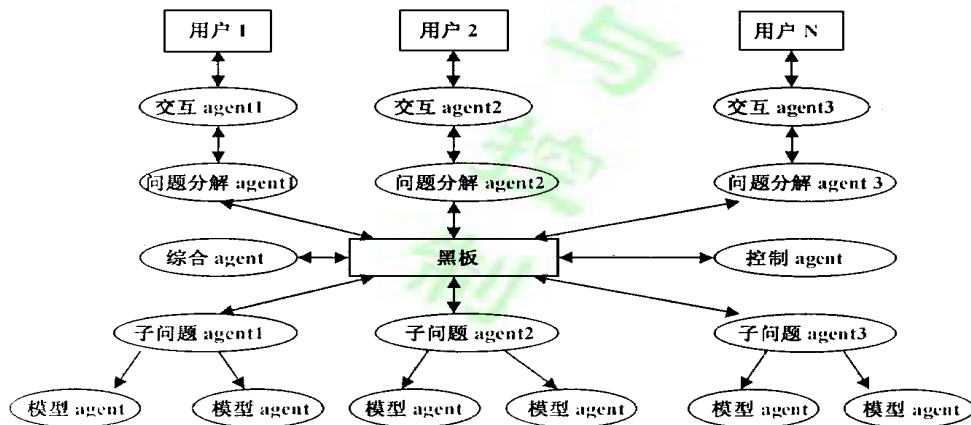 用户 1 用户 2 用户 N
交互 agent1 交互 agent2 交互 agent3
问题分解 agent1 问题分解 agent2 问题分解 agent 3
综合 agent 黑板 控制 agent
子问题 agent1 子问题 agent2 子问题 agent3
模型 agent 模型 agent 模型 agent 模型 agent 模型 agent 模型 agent
与
控
制